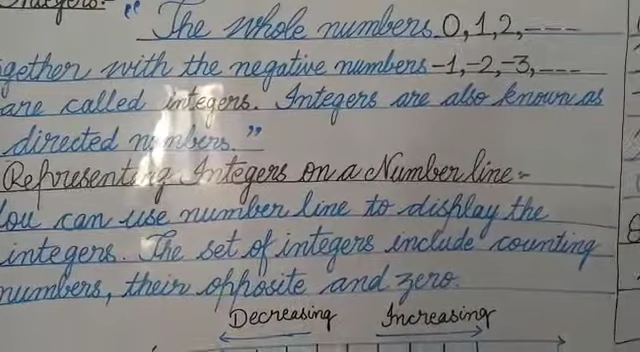 Integers:-
" The whole numbers 0, 1, 2, ----
gether with the negative numbers -1, -2, -3, ---
are called integers. Integers are also known as
directed numbers."
Representing Integers on a Number line:-
You can use number line to display the
integers. The set of integers include counting
numbers, their opposite and zero.
Decreasing Increasing